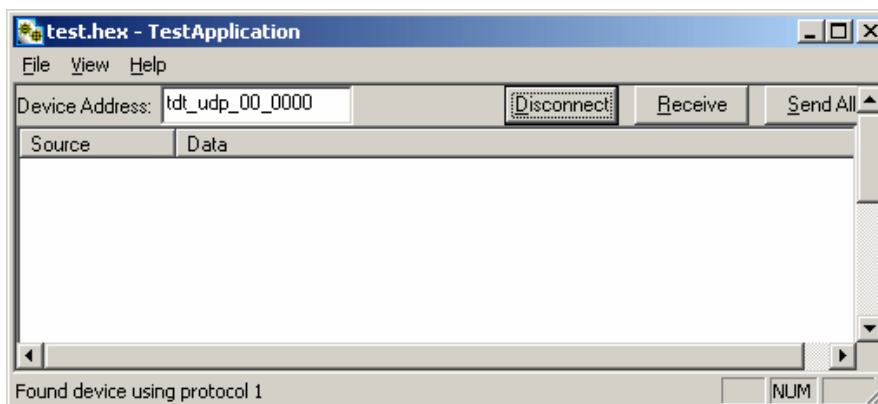 test.hex - TestApplication
File View Help
Device Address: tdt_udp_00_0000 Disconnect Receive Send All
Source Data
Found device using protocol 1 NUM